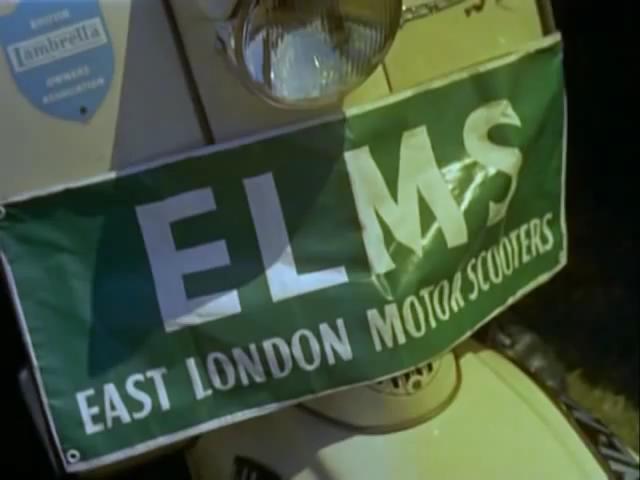 BRITISH
Lambretta
OWNERS
ASSOCIATION
ELMS
EAST LONDON MOTOR SCOOTERS